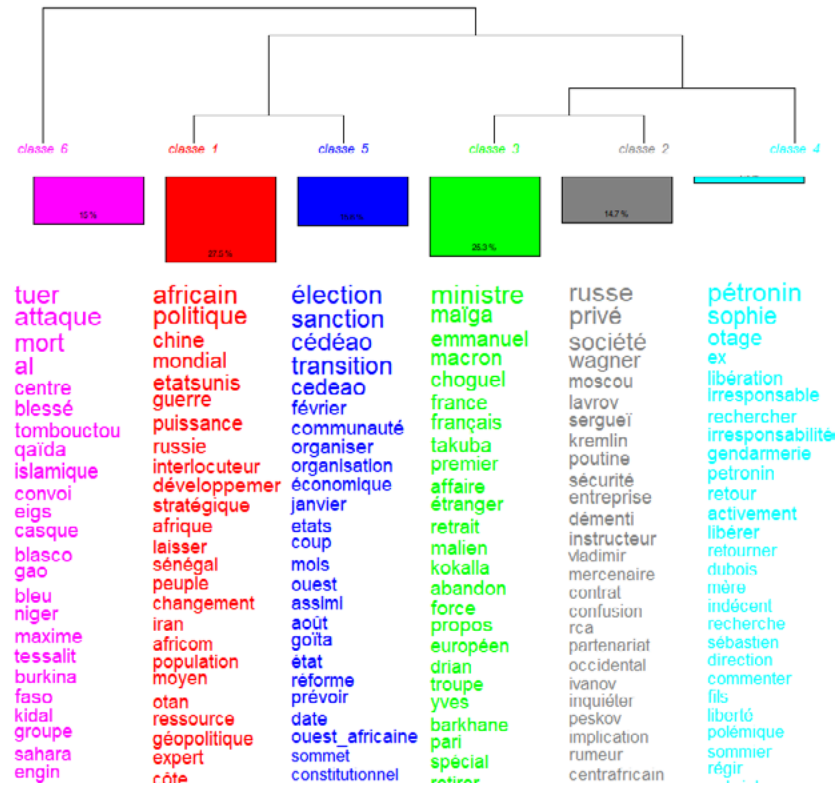 classe 6
classe 1
classe 5
classe 3
classe 2
classe 4
15 %
27.5 %
25.3 %
14.7 %
tuer
attaque
mort
al
centre
blessé
tombouctou
qaïda
islamique
convoi
eigs
casque
blasco
gao
bleu
niger
maxime
tessalit
burkina
faso
kidal
groupe
sahara
engin
africain
politique
chine
mondial
etatsunis
guerre
puissance
russie
interlocuteur
développemer
stratégique
afrique
laisser
sénégal
peuple
changement
iran
africom
population
moyen
otan
ressource
géopolitique
expert
côte
élection
sanction
cédéao
transition
cedeao
février
communauté
organiser
organisation
économique
janvier
etats
coup
mois
ouest
assimi
août
goïta
état
réforme
prévoir
date
ouest_africaine
sommet
constitutionnel
ministre
maïga
emmanuel
macron
choguel
france
français
takuba
premier
affaire
étranger
retrait
malien
kokalla
abandon
force
propos
européen
drian
troupe
yves
barkhane
pari
spécial
retirer
russe
privé
société
wagner
moscou
lavrov
sergueï
kremlin
poutine
sécurité
entreprise
démenti
instructeur
vladimir
mercenaire
contrat
confusion
rca
partenariat
occidental
ivanov
inquiéter
peskov
implication
rumeur
centrafricain
pétronin
sophie
otage
ex
libération
irresponsable
rechercher
irresponsabilité
gendarmerie
petronin
retour
activement
libérer
retourner
dubois
mère
indécent
recherche
sébastien
direction
commenter
fils
liberté
polémique
sommier
régir